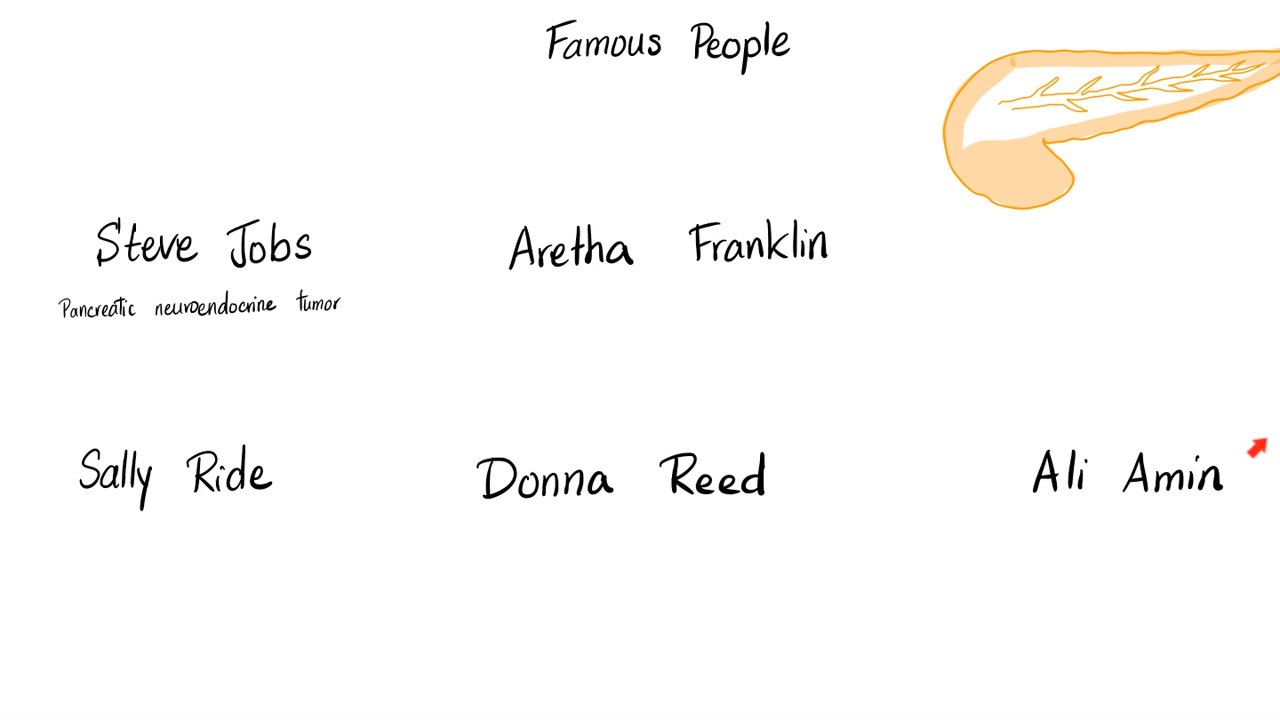 Famous People
Steve Jobs Aretha Franklin
Pancreatic neuroendocrine tumor
Sally Ride Donna Reed Ali Amin